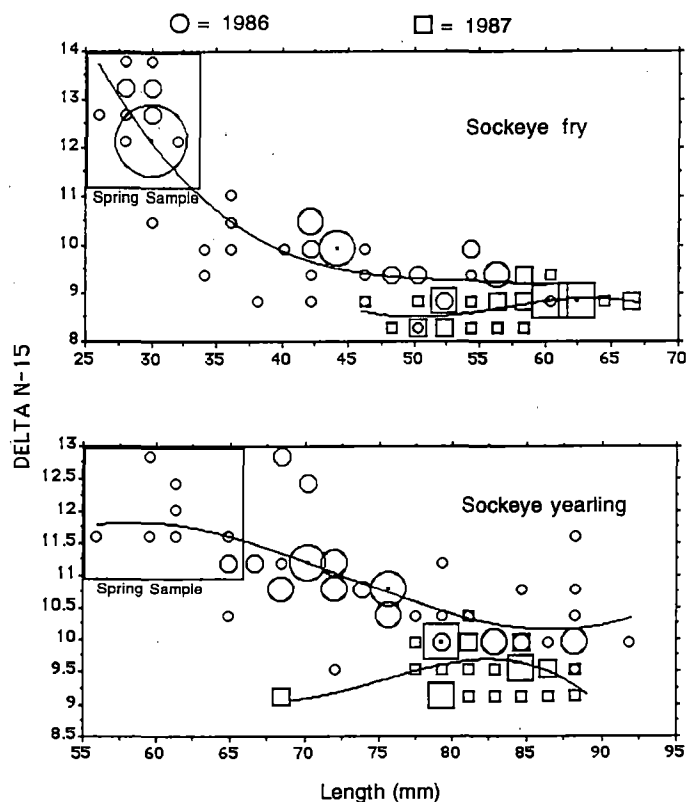 ○ = 1986 □ = 1987
14
13
12
11
10
9
8
Sockeye fry
Spring Sample
25 30 35 40 45 50 55 60 65 70
DELTA N-15
13
12.5
12
11.5
11
10.5
10
9.5
9
8.5
Sockeye yearling
Spring Sample
55 60 65 70 75 80 85 90 95
Length (mm)